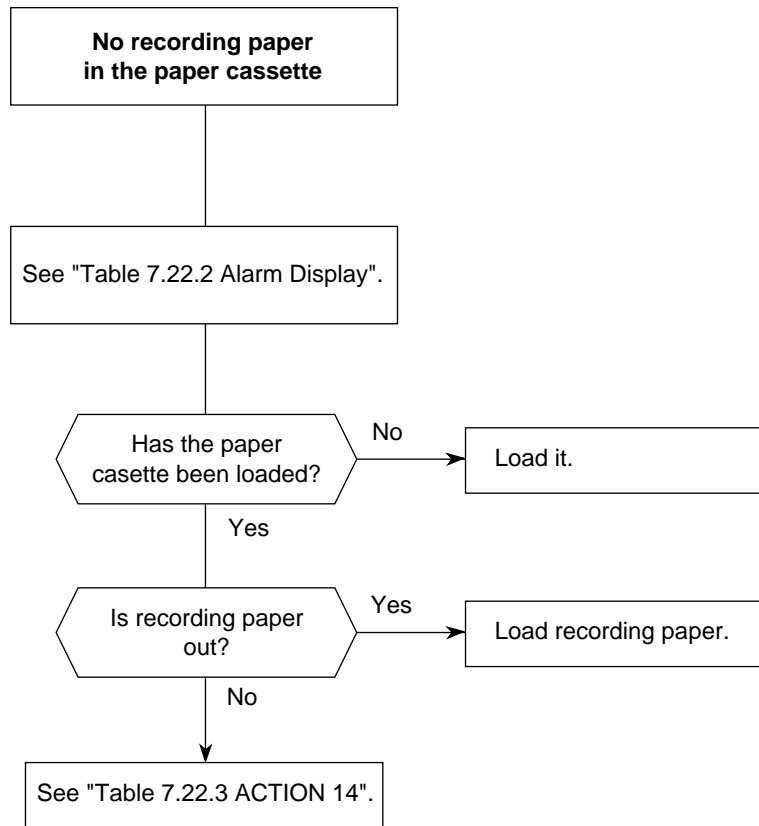 No recording paper
in the paper cassette
See "Table 7.22.2 Alarm Display".
Has the paper
casette been loaded?
No
Load it.
Yes
Is recording paper
out?
Yes
Load recording paper.
No
See "Table 7.22.3 ACTION 14".